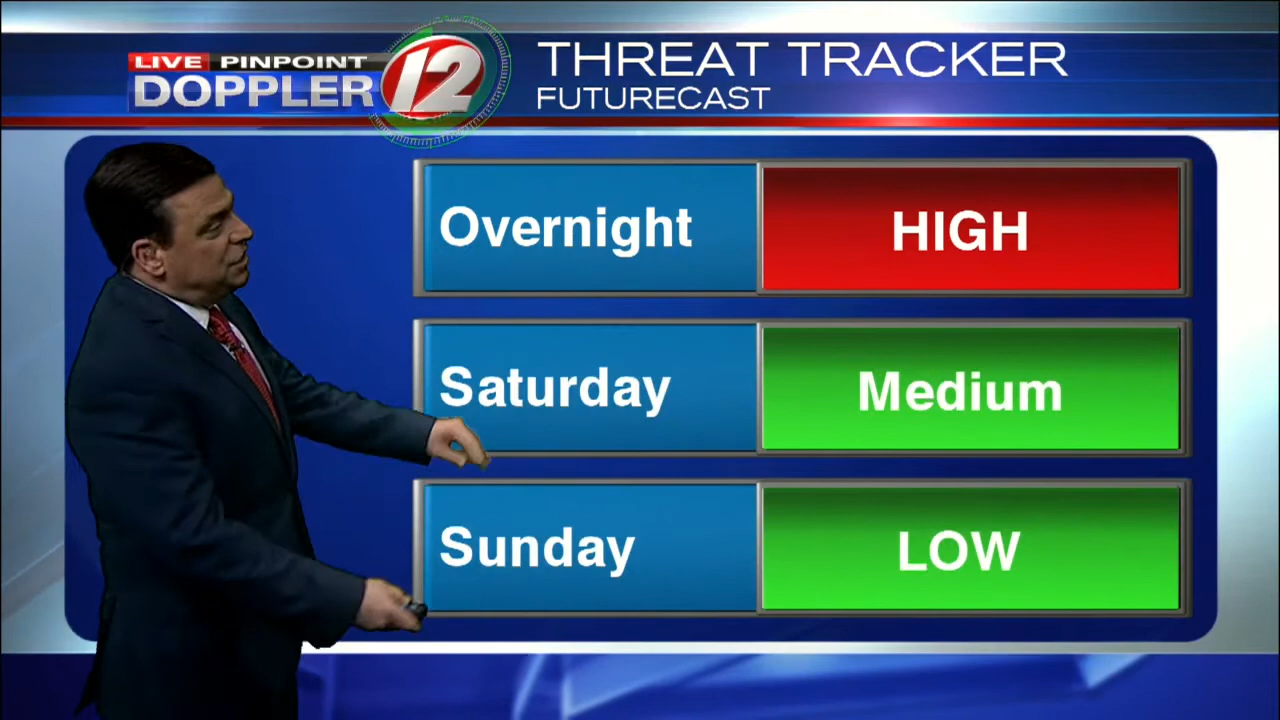 LIVE PINPOINT
DOPPLER 12
THREAT TRACKER
FUTURECAST
Overnight HIGH
Saturday Medium
Sunday LOW